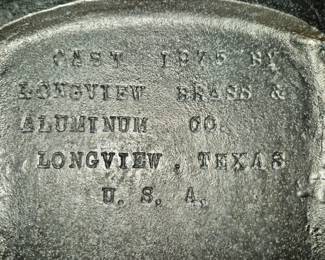 CAST 1975 BY
LONGVIEW BRASS &
ALUMINUM CO.
LONGVIEW, TEXAS
U. S. A.